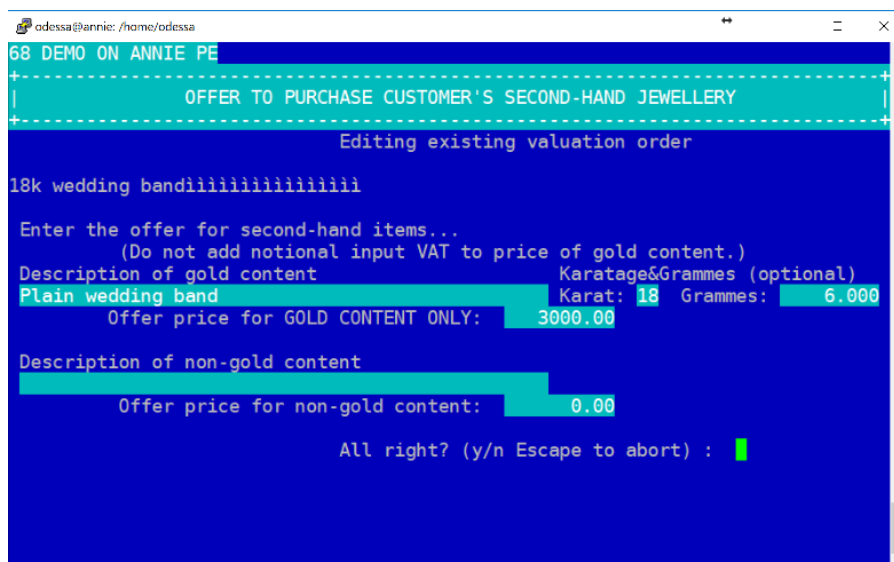 odessa@annie: /home/odessa
68 DEMO ON ANNIE PE
OFFER TO PURCHASE CUSTOMER'S SECOND-HAND JEWELLERY
Editing existing valuation order
18k wedding bandìììììììììììììììì
Enter the offer for second-hand items...
(Do not add notional input VAT to price of gold content.)
Description of gold content Karatage&Grammes (optional)
Plain wedding band Karat: 18 Grammes: 6.000
Offer price for GOLD CONTENT ONLY: 3000.00
Description of non-gold content
Offer price for non-gold content: 0.00
All right? (y/n Escape to abort) :